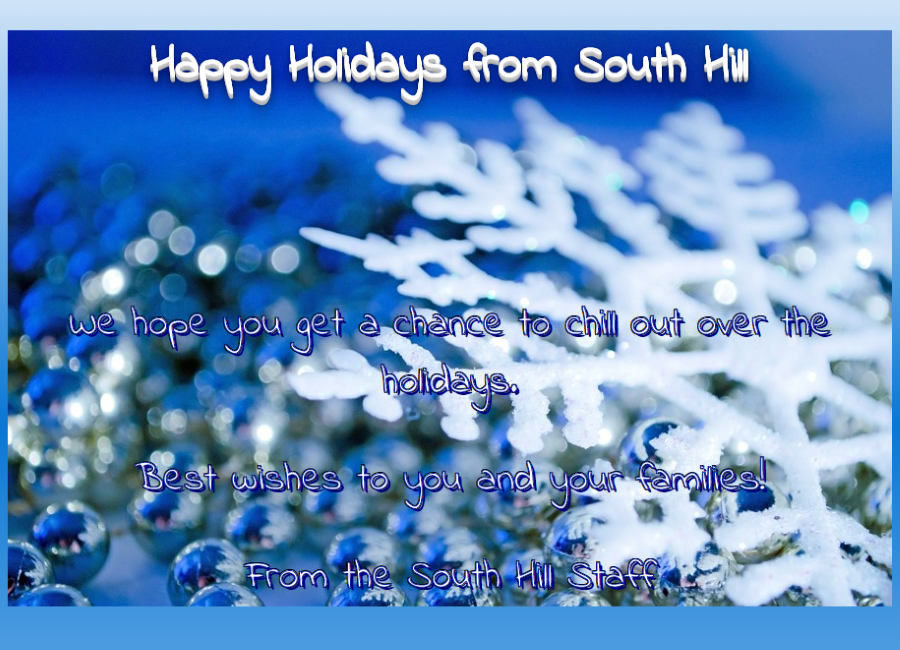 Happy Holidays from South Hill
We hope you get a chance to chill out over the
holidays.
Best wishes to you and your families!
From the South Hill Staff